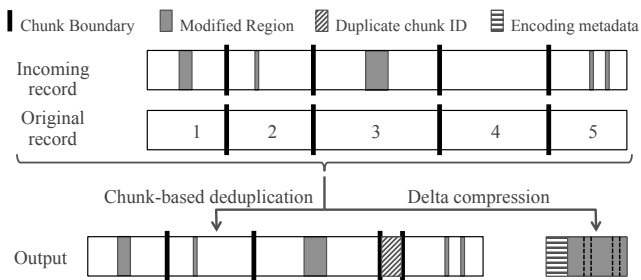 Chunk Boundary Modified Region Duplicate chunk ID Encoding metadata
Incoming record
Original record
1 2 3 4 5
Chunk-based deduplication Delta compression
Output